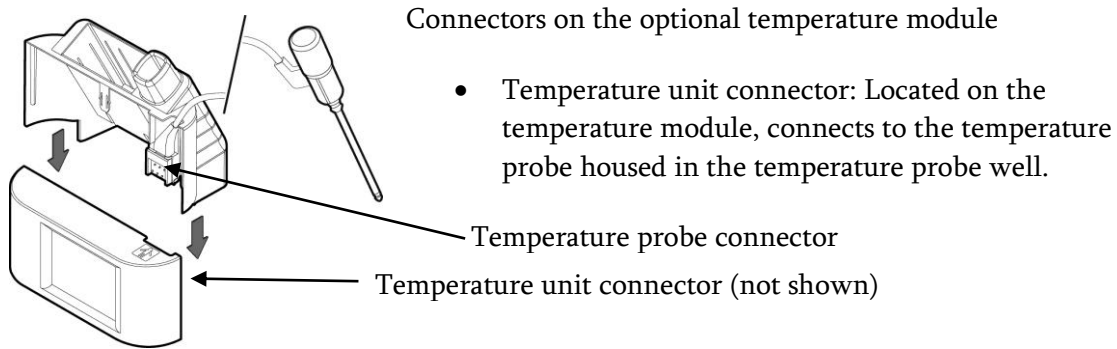 Connectors on the optional temperature module
• Temperature unit connector: Located on the
temperature module, connects to the temperature
probe housed in the temperature probe well.
Temperature probe connector
Temperature unit connector (not shown)